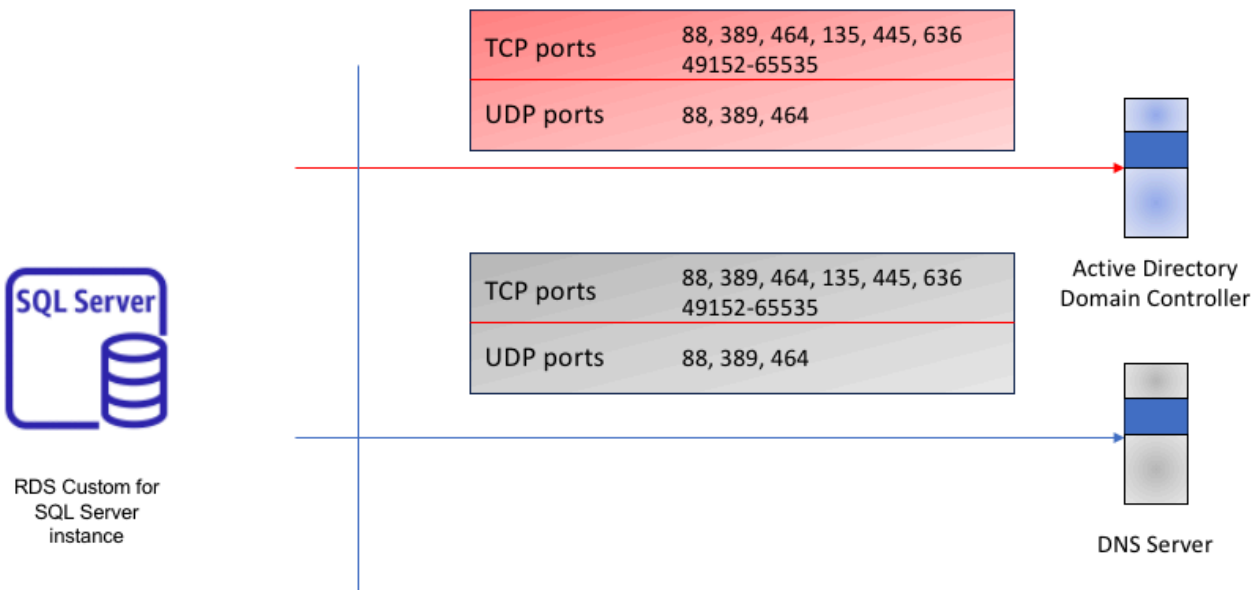 TCP ports 88, 389, 464, 135, 445, 636
49152-65535
UDP ports 88, 389, 464
Active Directory
Domain Controller
TCP ports 88, 389, 464, 135, 445, 636
49152-65535
UDP ports 88, 389, 464
SQL Server
RDS Custom for
SQL Server
instance
DNS Server